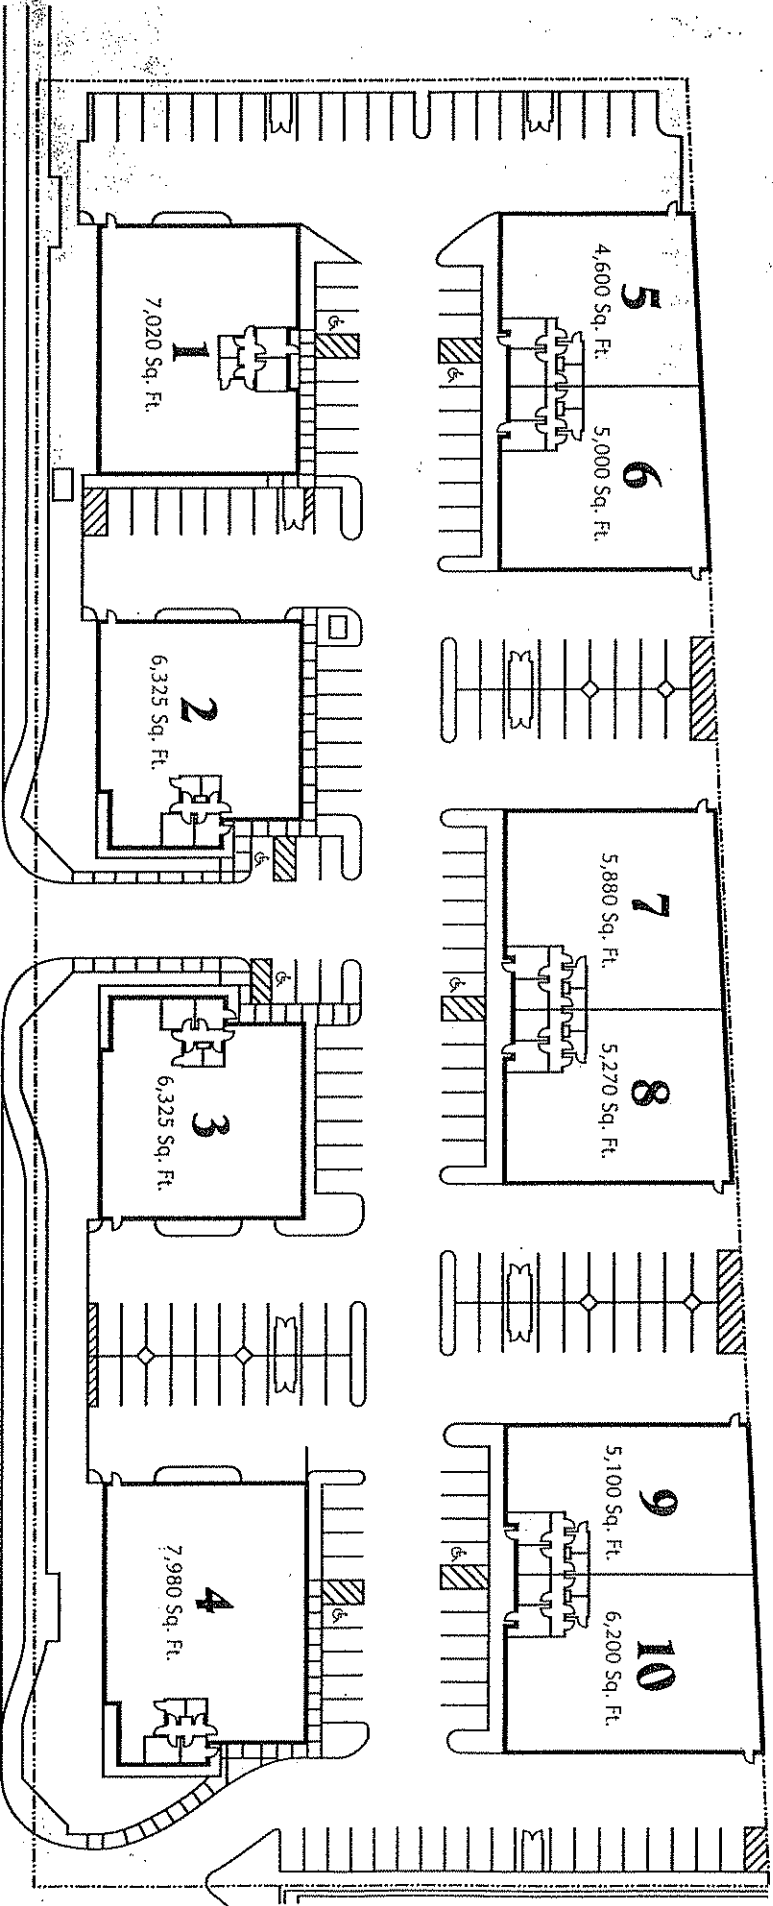 1
7,020 Sq. Ft.
2
6,325 Sq. Ft.
3
6,325 Sq. Ft.
4
7,980 Sq. Ft.
5
4,600 Sq. Ft.
6
5,000 Sq. Ft.
7
5,880 Sq. Ft.
8
5,270 Sq. Ft.
9
5,100 Sq. Ft.
10
6,200 Sq. Ft.